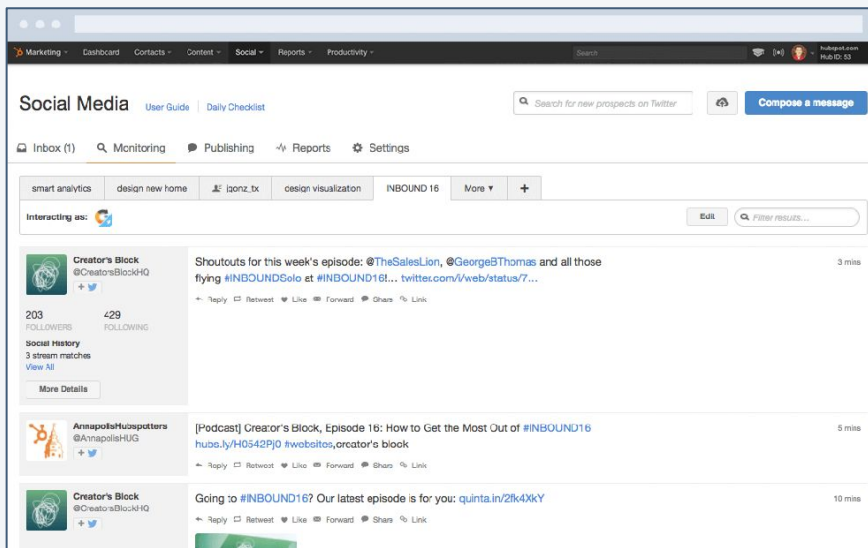 Marketing Dashboard Contacts Content Social Reports Productivity Search hubspot.com
Hub ID: 53
Social Media User Guide Daily Checklist Search for new prospects on Twitter Compose a message
Inbox (1) Monitoring Publishing Reports Settings
smart analytics design new home jgonz_tx design visualization INBOUND 16 More +
Interacting as: Edit Filter results...
Creator's Block
@CreatorsBlockHQ
Shoutouts for this week's episode: @TheSalesLion, @GeorgeBThomas and all those
flying #INBOUNDSolo at #INBOUND16!... twitter.com/i/web/status/7...
3 mins
Reply Retweet Like Forward Share Link
203 429
FOLLOWERS FOLLOWING
Social History
3 stream matches
View All
More Details
AnnapolisHubspotters
@AnnapolisHUG
[Podcast] Creator's Block, Episode 16: How to Get the Most Out of #INBOUND16
hubs.ly/H0542Pj0 #websites,creator's block
5 mins
Reply Retweet Like Forward Share Link
Creator's Block
@CreatorsBlockHQ
Going to #INBOUND16? Our latest episode is for you: quinta.in/2fk4XkY
10 mins
Reply Retweet Like Forward Share Link